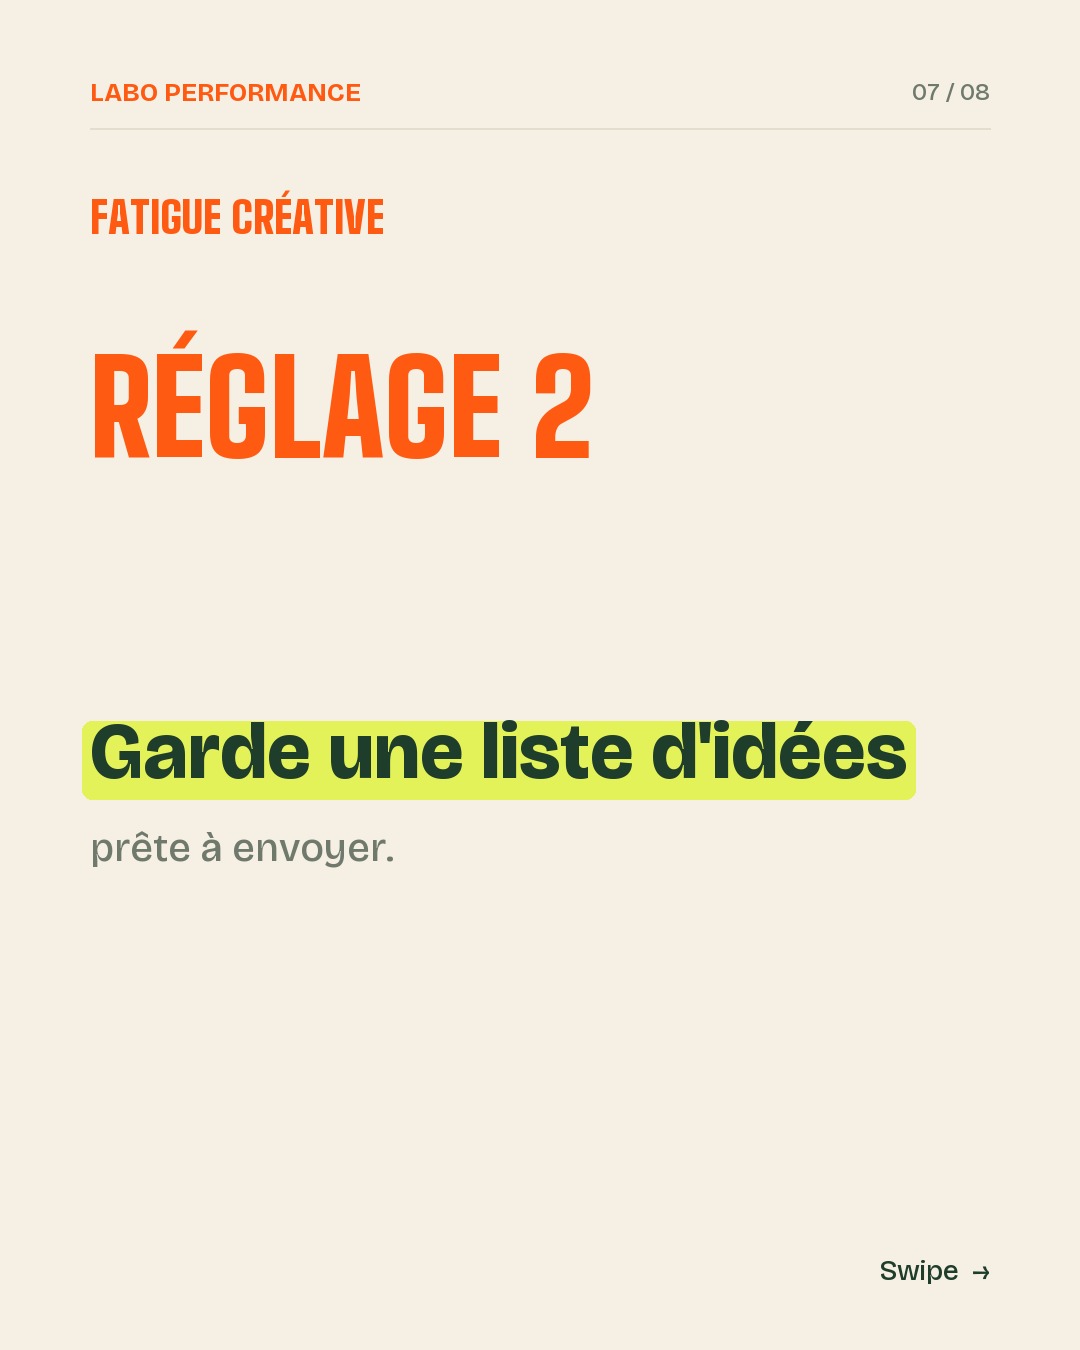 LABO PERFORMANCE
07 / 08
FATIGUE CRÉATIVE
RÉGLAGE 2
Garde une liste d'idées
prête à envoyer.
Swipe →